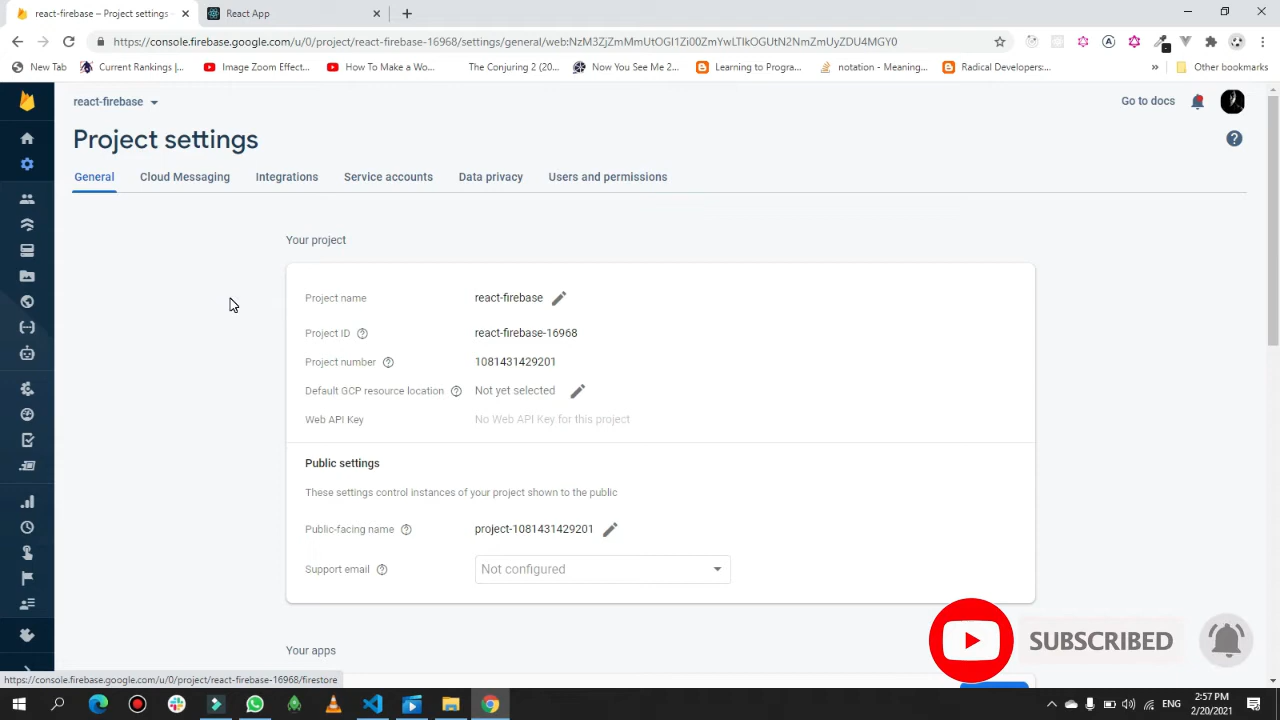 react-firebase – Project settings -
React App
https://console.firebase.google.com/u/0/project/react-firebase-16968/settings/general/web:NzM3ZjZmMmUtOGI1Zi00ZmYwLTlkOGUtN2NmZmUyZDU4MGY0
New Tab
Current Rankings |...
Image Zoom Effect...
How To Make a Wo...
The Conjuring 2 (20...
Now You See Me 2...
Learning to Progra...
notation - Meaning...
Radical Developers:...
»
Other bookmarks
react-firebase
Go to docs
Project settings
General
Cloud Messaging
Integrations
Service accounts
Data privacy
Users and permissions
Your project
Project name
react-firebase
Project ID
react-firebase-16968
Project number
1081431429201
Default GCP resource location
Not yet selected
Web API Key
No Web API Key for this project
Public settings
These settings control instances of your project shown to the public
Public-facing name
project-1081431429201
Support email
Not configured
Your apps
SUBSCRIBED
https://console.firebase.google.com/u/0/project/react-firebase-16968/firestore
ENG
2:57 PM
2/20/2021